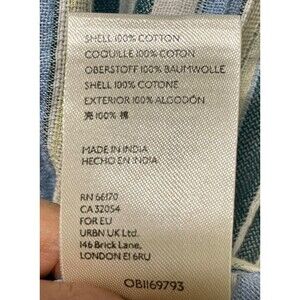 SHELL 100% COTTON
COQUILLE 100% COTON
OBERSTOFF 100% BAUMWOLLE
SHELL 100% COTONE
EXTERIOR 100% ALGODÓN
売 100% 棉
MADE IN INDIA
HECHO EN INDIA
RN 66170
CA 32054
FOR EU
URBN UK Ltd.
146 Brick Lane,
LONDON E1 6RU
OB1169793